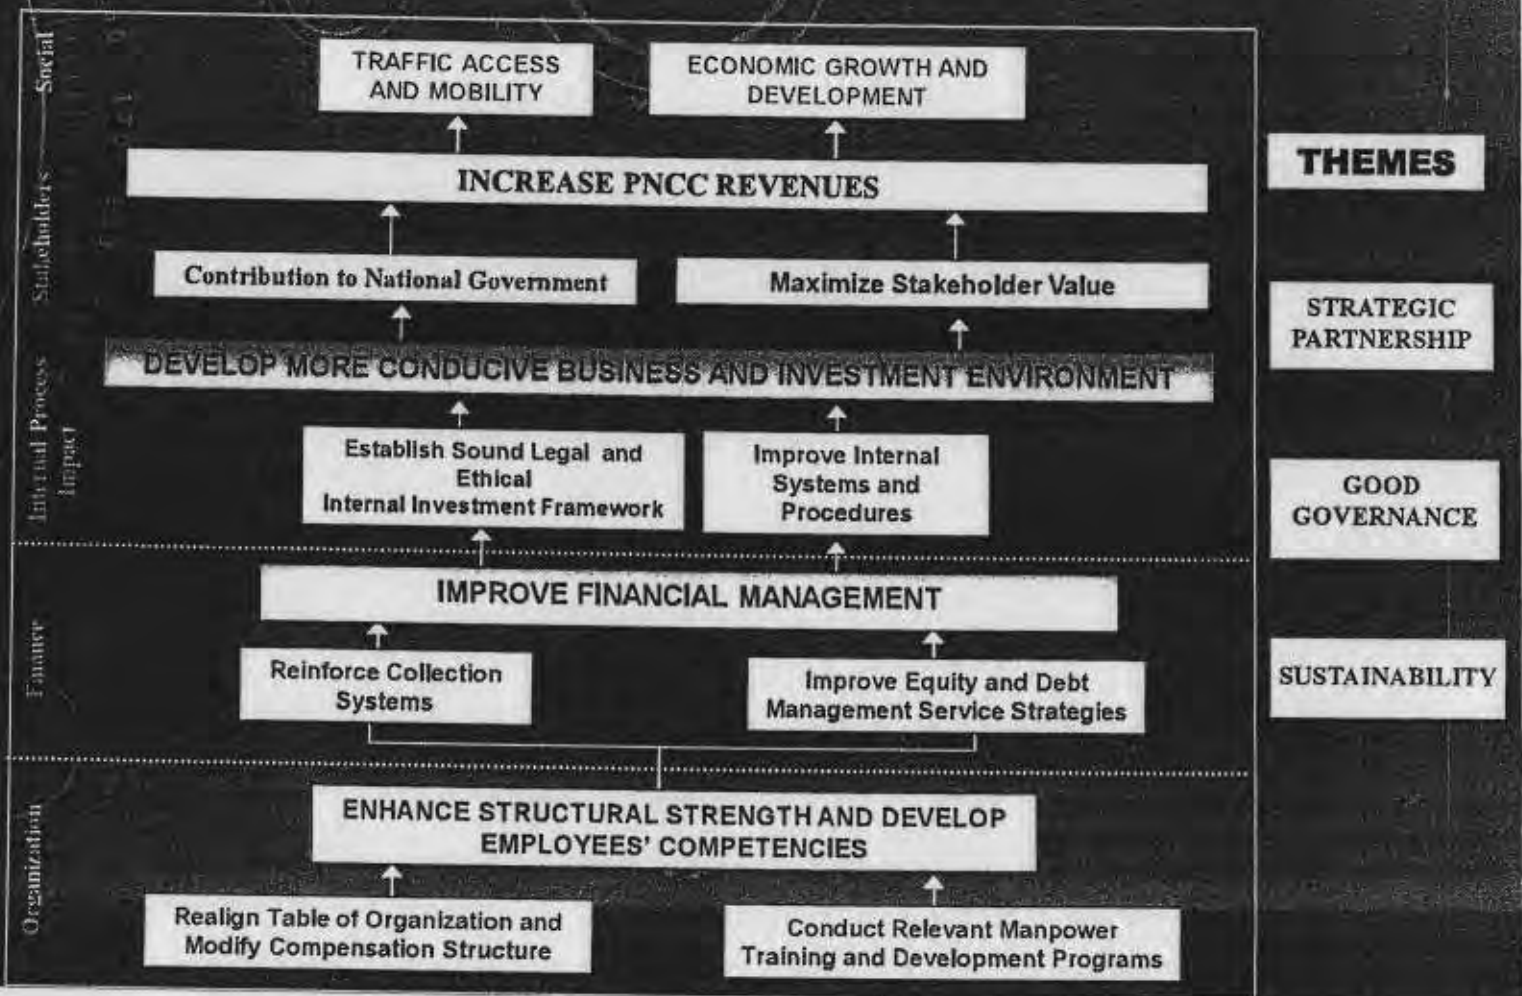 Social
TRAFFIC ACCESS
AND MOBILITY
ECONOMIC GROWTH AND
DEVELOPMENT
THEMES
Stakeholders
INCREASE PNCC REVENUES
Contribution to National Government
Maximize Stakeholder Value
STRATEGIC
PARTNERSHIP
DEVELOP MORE CONDUCIVE BUSINESS AND INVESTMENT ENVIRONMENT
Internal Process
Impact
Establish Sound Legal and
Ethical
Internal Investment Framework
Improve Internal
Systems and
Procedures
GOOD
GOVERNANCE
IMPROVE FINANCIAL MANAGEMENT
Finance
Reinforce Collection
Systems
Improve Equity and Debt
Management Service Strategies
SUSTAINABILITY
Organization
ENHANCE STRUCTURAL STRENGTH AND DEVELOP
EMPLOYEES' COMPETENCIES
Realign Table of Organization and
Modify Compensation Structure
Conduct Relevant Manpower
Training and Development Programs